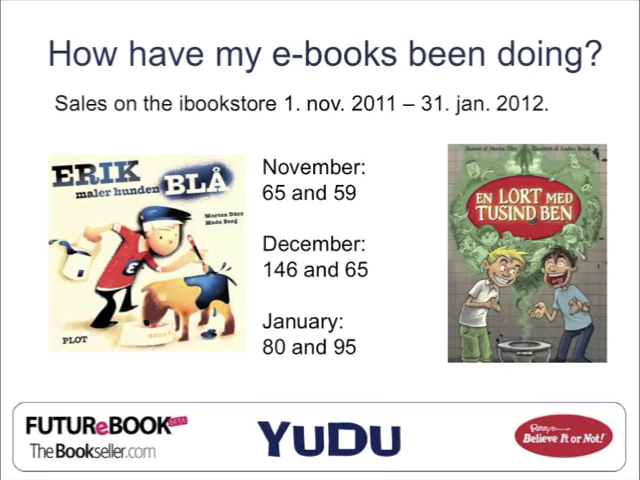 How have my e-books been doing?
Sales on the ibookstore 1. nov. 2011 – 31. jan. 2012.
ERIK
maler hunden BLÅ
Morten Dürr
Mads Berg
E
PLOT
November:
65 and 59
December:
146 and 65
January:
80 and 95
EN LORT MED
TUSIND BEN
FUTUReBOOK BETA
TheBookseller.com
YUDU
Ripley's
Believe It or Not!